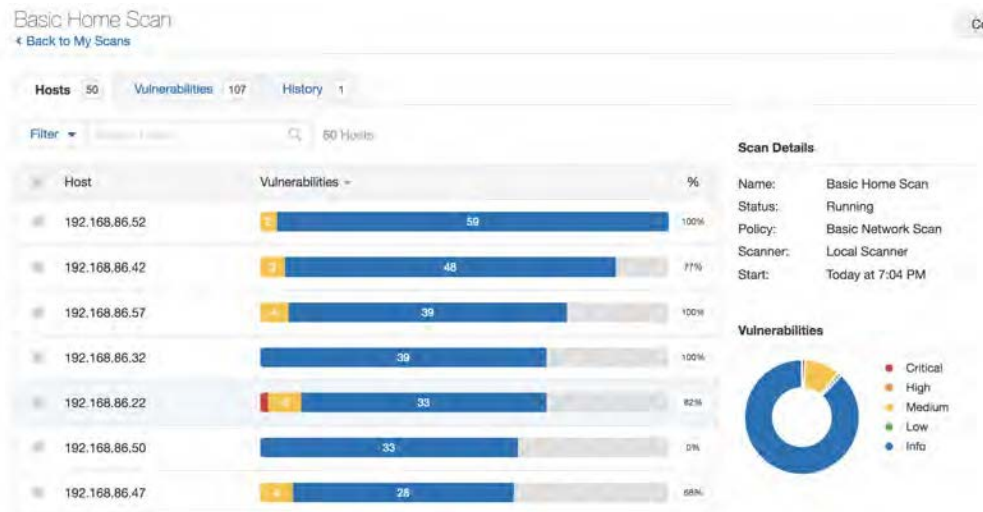 Basic Home Scan
Back to My Scans
Hosts 50 Vulnerabilities 107 History 1
Filter 50 Hosts
Host Vulnerabilities %
192.168.86.52 2 59 100%
192.168.86.42 3 48 77%
192.168.86.57 4 39 100%
192.168.86.32 39 100%
192.168.86.22 33 82%
192.168.86.50 33 0%
192.168.86.47 28 68%
Scan Details
Name: Basic Home Scan
Status: Running
Policy: Basic Network Scan
Scanner: Local Scanner
Start: Today at 7:04 PM
Vulnerabilities
Critical
High
Medium
Low
Info